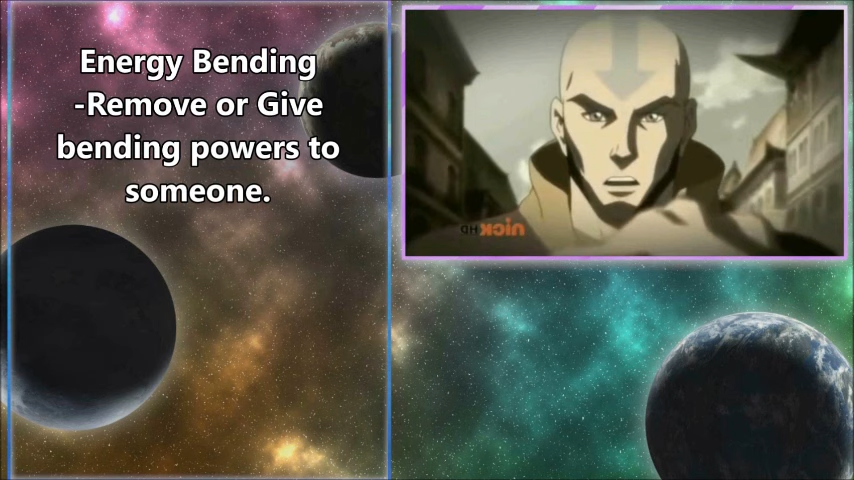 Energy Bending
-Remove or Give
bending powers to
someone.
nick HD